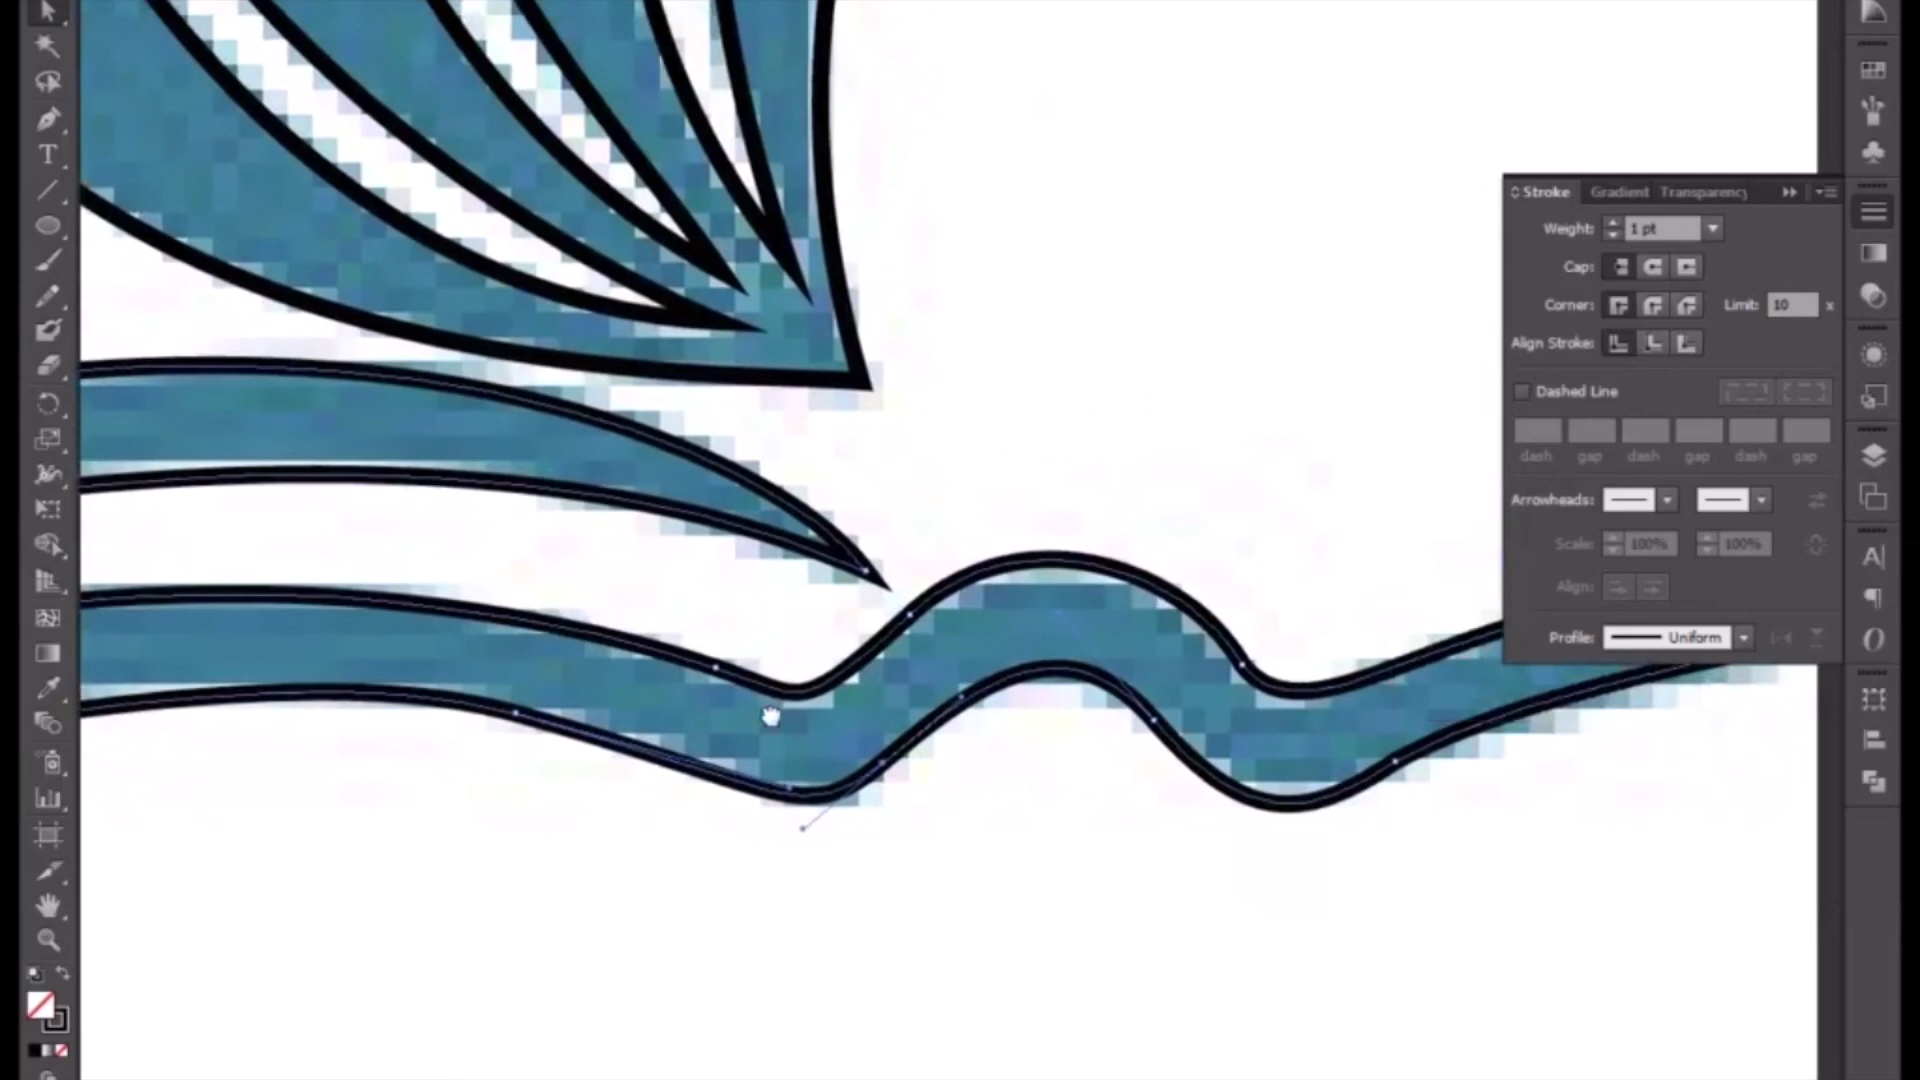 Stroke Gradient Transparency
Weight: 1 pt
Cap:
Corner: Limit: 10 x
Align Stroke:
Dashed Line
dash gap dash gap dash gap
Arrowheads:
Scale: 100% 100%
Align:
Profile: Uniform